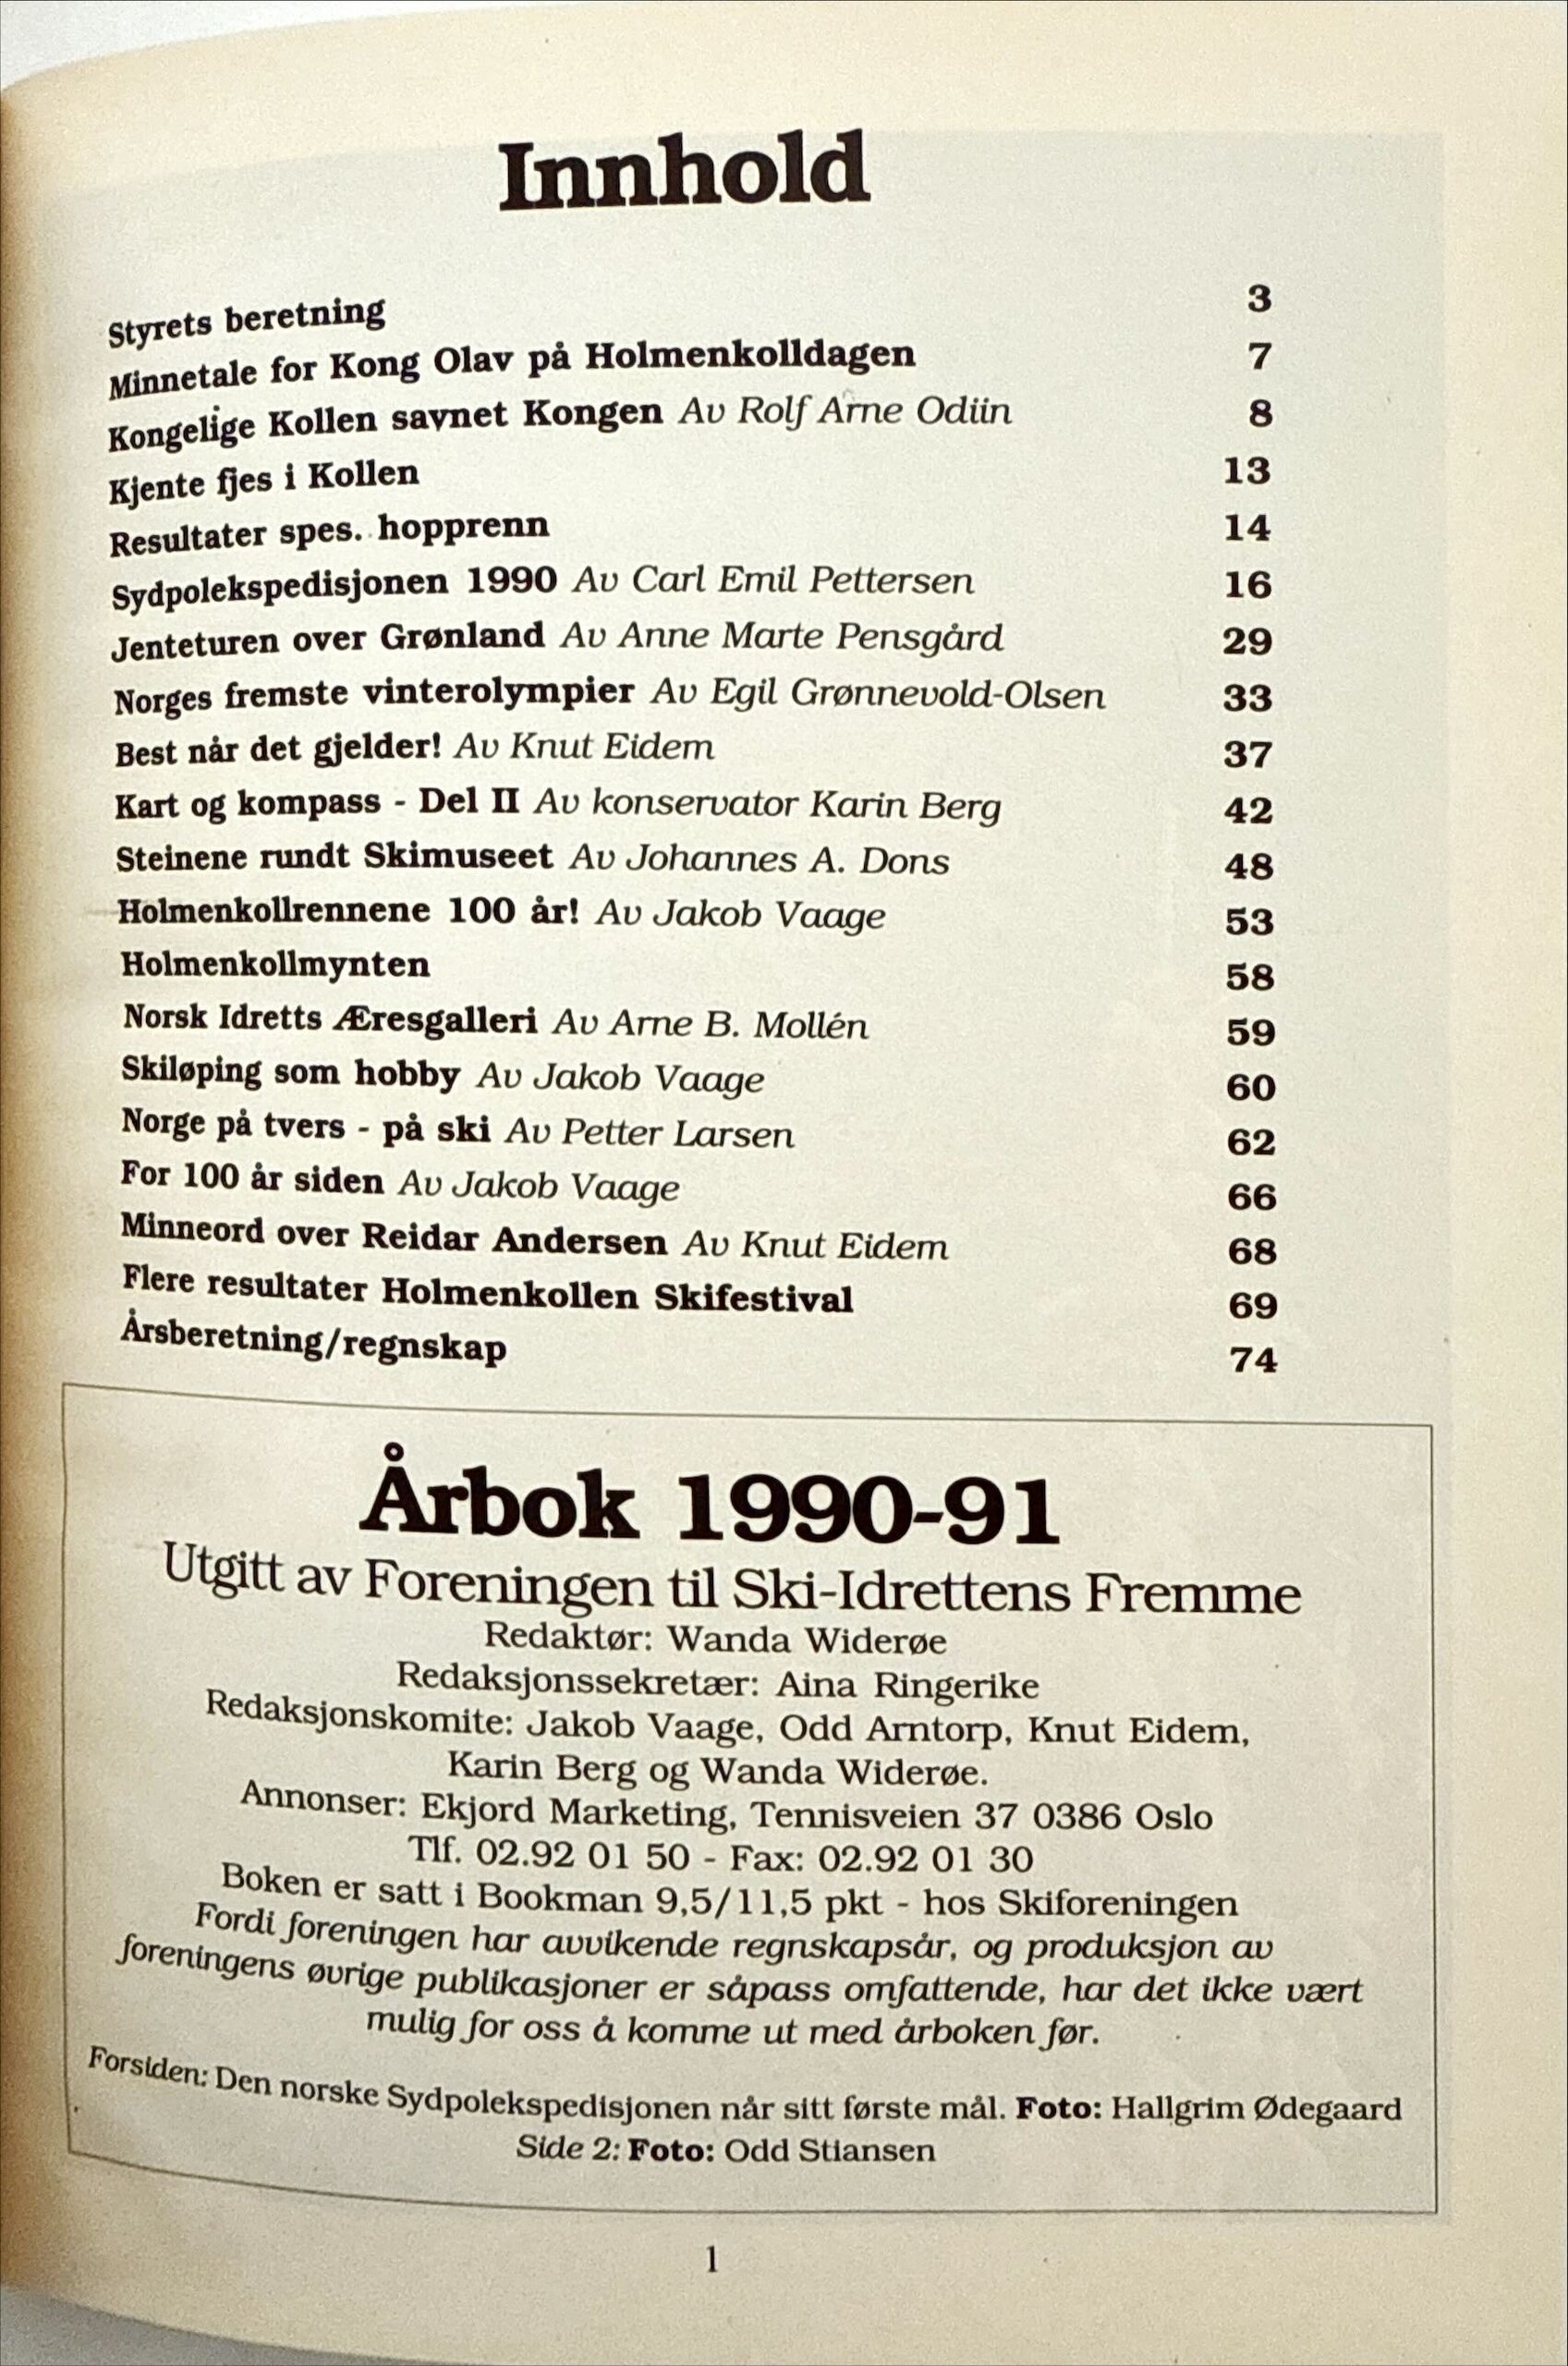 Innhold
Styrets beretning 3
Minnetale for Kong Olav på Holmenkolldagen 7
Kongelige Kollen savnet Kongen Av Rolf Arne Odiin 8
Kjente fjes i Kollen 13
Resultater spes. hopprenn 14
Sydpolekspedisjonen 1990 Av Carl Emil Pettersen 16
Jenteturen over Grønland Av Anne Marte Pensgård 29
Norges fremste vinterolympier Av Egil Grønnevold-Olsen 33
Best når det gjelder! Av Knut Eidem 37
Kart og kompass - Del II Av konservator Karin Berg 42
Steinene rundt Skimuseet Av Johannes A. Dons 48
Holmenkollrennene 100 år! Av Jakob Vaage 53
Holmenkollmynten 58
Norsk Idretts Æresgalleri Av Arne B. Mollén 59
Skiløping som hobby Av Jakob Vaage 60
Norge på tvers - på ski Av Petter Larsen 62
For 100 år siden Av Jakob Vaage 66
Minneord over Reidar Andersen Av Knut Eidem 68
Flere resultater Holmenkollen Skifestival 69
Årsberetning/regnskap 74
Årbok 1990-91
Utgitt av Foreningen til Ski-Idrettens Fremme
Redaktør: Wanda Widerøe
Redaksjonssekretær: Aina Ringerike
Redaksjonskomite: Jakob Vaage, Odd Arntorp, Knut Eidem,
Karin Berg og Wanda Widerøe.
Annonser: Ekjord Marketing, Tennisveien 37 0386 Oslo
Tlf. 02.92 01 50 - Fax: 02.92 01 30
Boken er satt i Bookman 9,5/11,5 pkt - hos Skiforeningen
Fordi foreningen har avvikende regnskapsår, og produksjon av
foreningens øvrige publikasjoner er såpass omfattende, har det ikke vært
mulig for oss å komme ut med årboken før.
Forsiden: Den norske Sydpolekspedisjonen når sitt første mål. Foto: Hallgrim Ødegaard
Side 2: Foto: Odd Stiansen
1